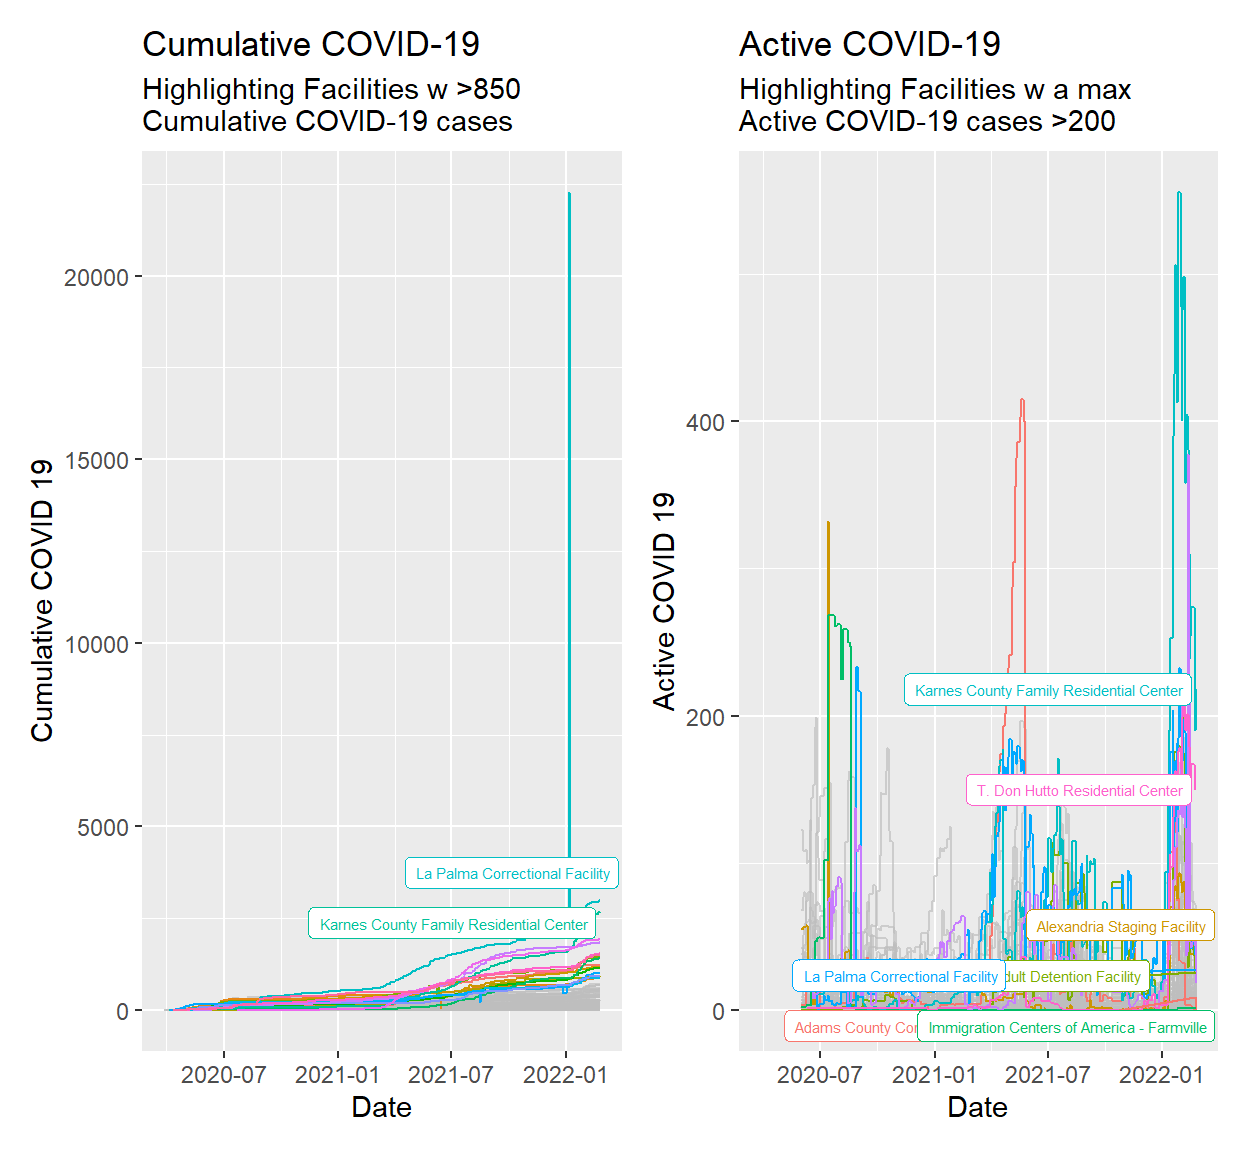 Cumulative COVID-19
Highlighting Facilities w >850
Cumulative COVID-19 cases
Cumulative COVID 19
20000
15000
10000
5000
0
La Palma Correctional Facility
Karnes County Family Residential Center
2020-07
2021-01
2021-07
2022-01
Date
Active COVID-19
Highlighting Facilities w a max
Active COVID-19 cases >200
Active COVID 19
400
200
0
Karnes County Family Residential Center
T. Don Hutto Residential Center
Alexandria Staging Facility
La Palma Correctional Facility
dult Detention Facility
Adams County Cor
Immigration Centers of America - Farmville
2020-07
2021-01
2021-07
2022-01
Date